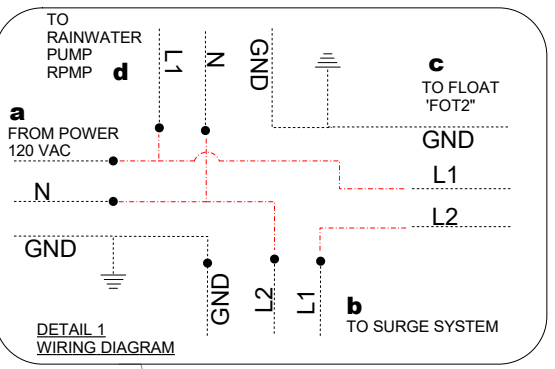 TO
RAINWATER
PUMP
RPMP
d
L1
N
GND
c
TO FLOAT
'FOT2"
GND
L1
L2
a
FROM POWER
120 VAC
N
GND
GND
L2
L1
b
TO SURGE SYSTEM
DETAIL 1
WIRING DIAGRAM